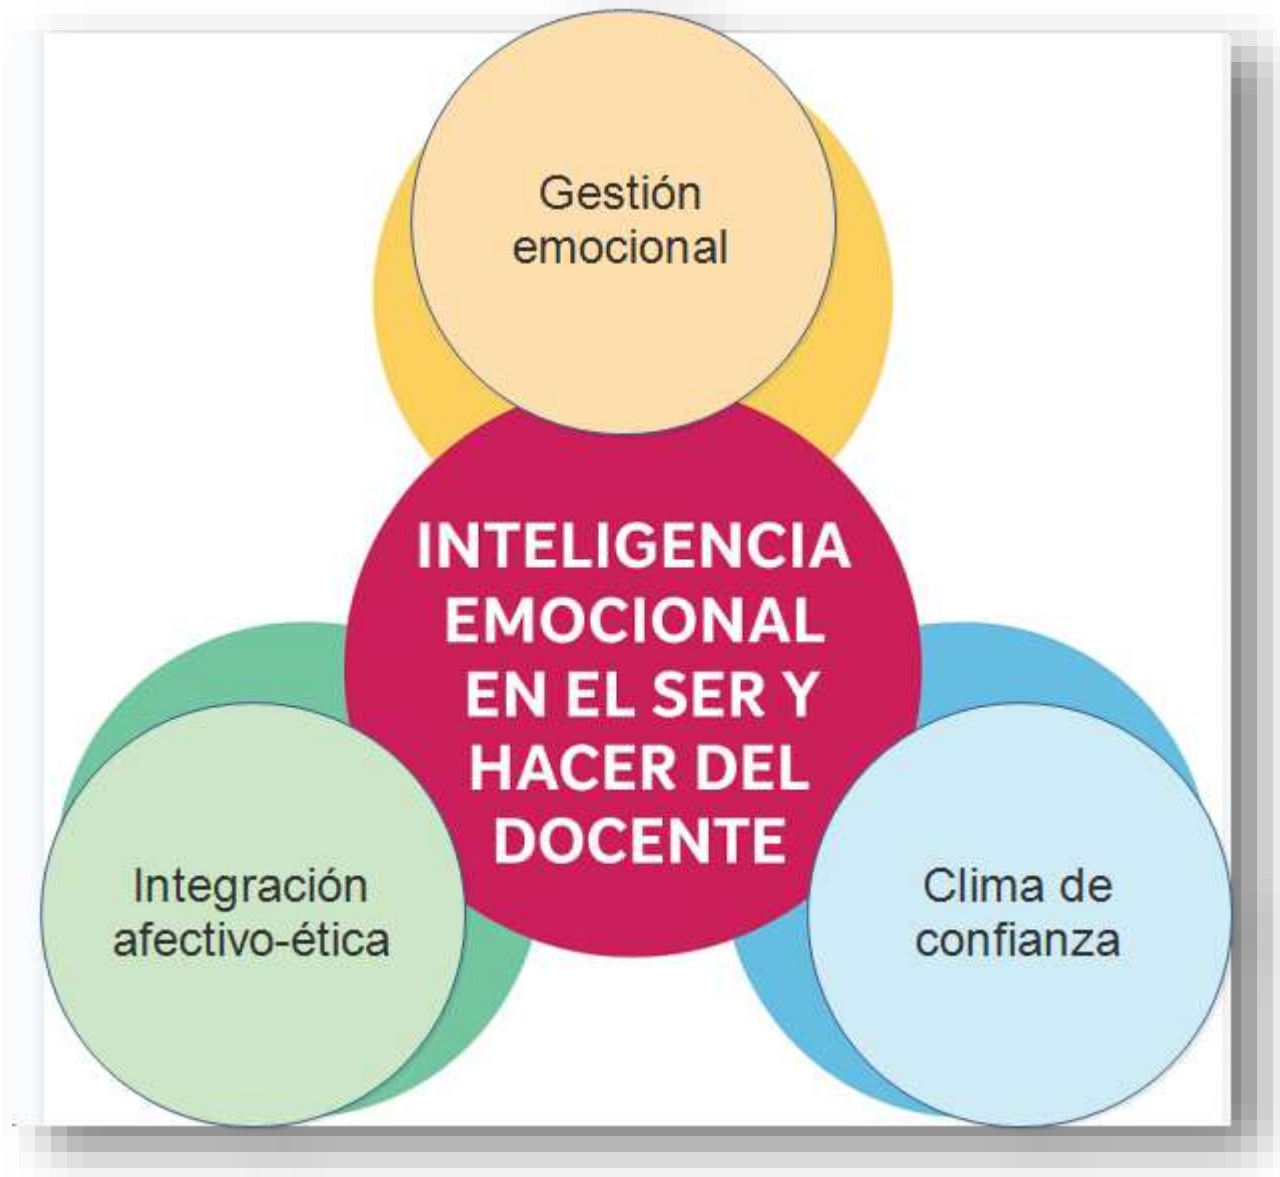 Gestión
emocional
INTELIGENCIA
EMOCIONAL
EN EL SER Y
HACER DEL
DOCENTE
Integración
afectivo-ética
Clima de
confianza